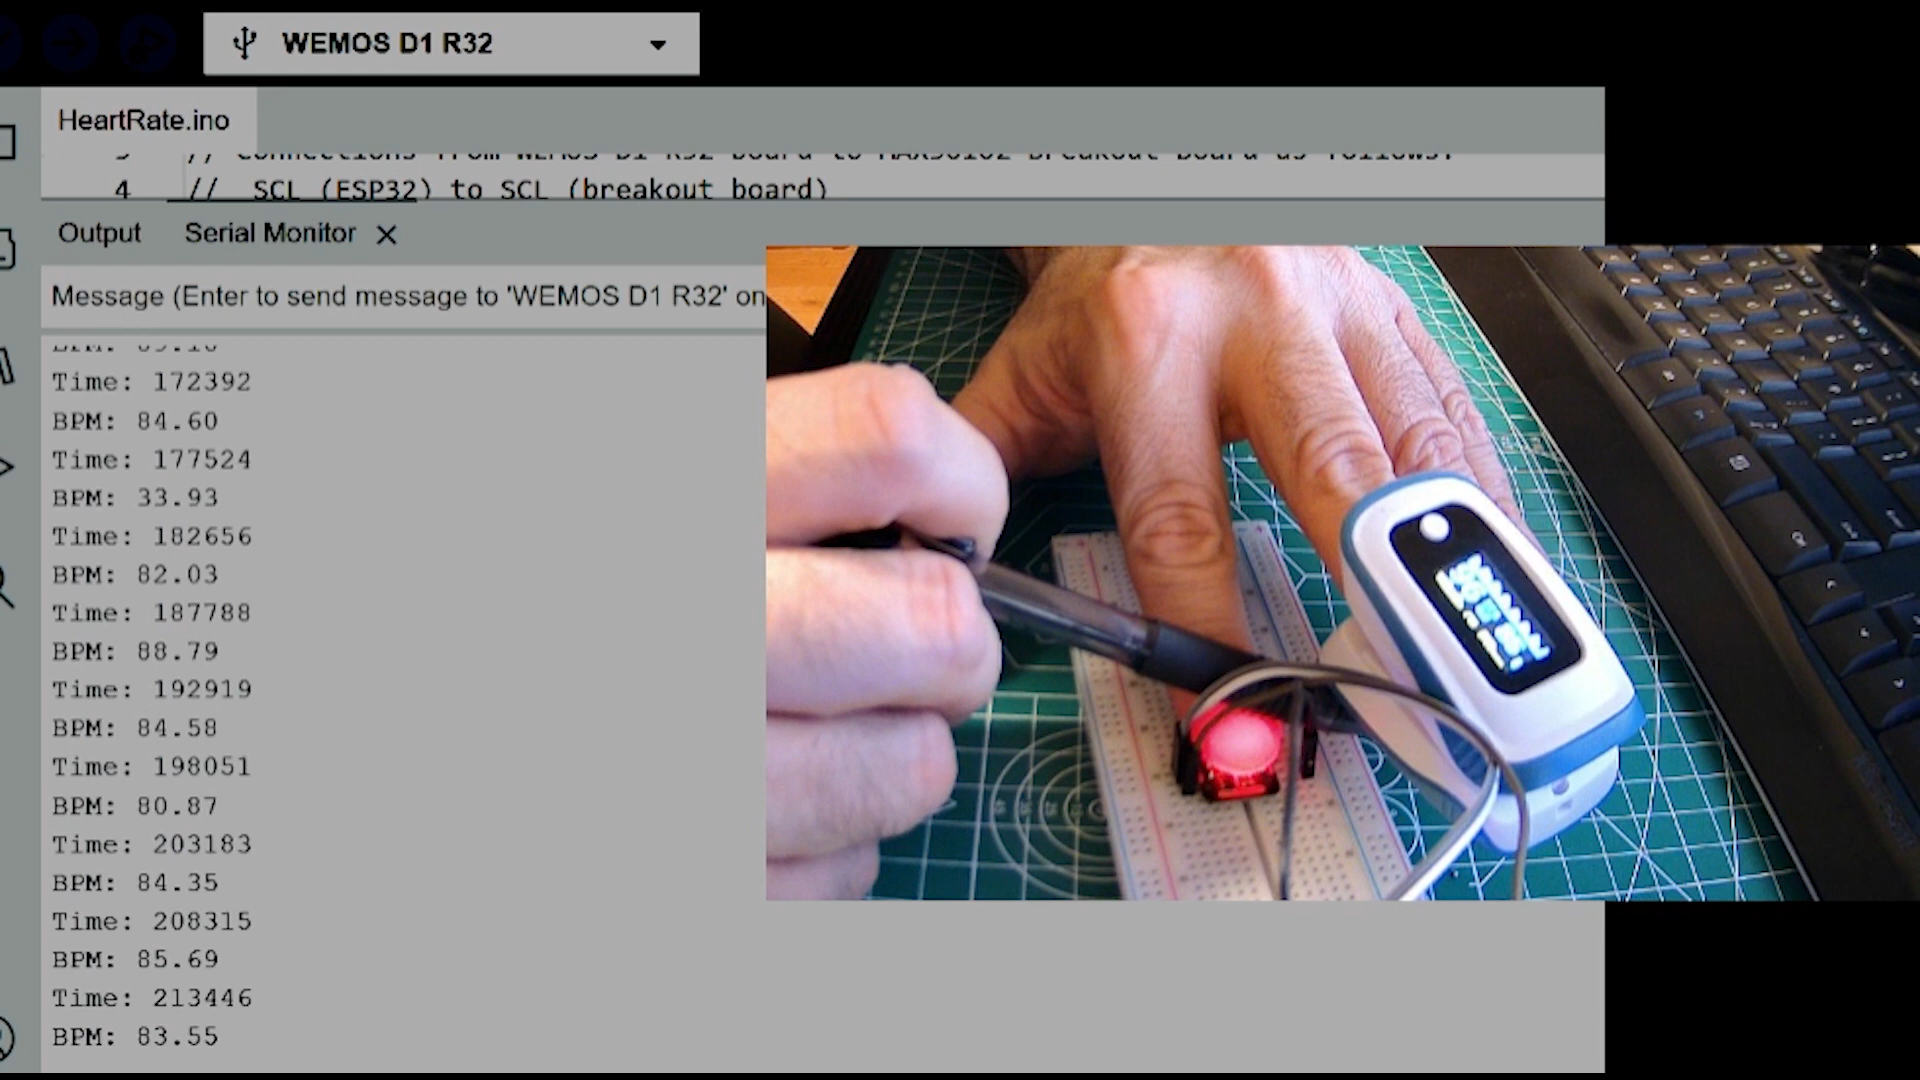 WEMOS D1 R32
HeartRate.ino
4 // SCL (ESP32) to SCL (breakout board)
Output Serial Monitor
Message (Enter to send message to 'WEMOS D1 R32' on
Time: 172392
BPM: 84.60
Time: 177524
BPM: 33.93
Time: 182656
BPM: 82.03
Time: 187788
BPM: 88.79
Time: 192919
BPM: 84.58
Time: 198051
BPM: 80.87
Time: 203183
BPM: 84.35
Time: 208315
BPM: 85.69
Time: 213446
BPM: 83.55